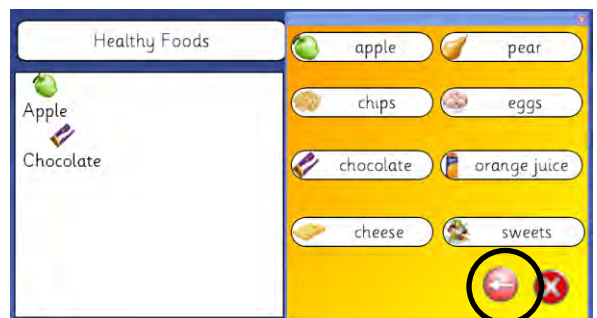 Healthy Foods
Apple
Chocolate
apple
pear
chips
eggs
chocolate
orange juice
cheese
sweets